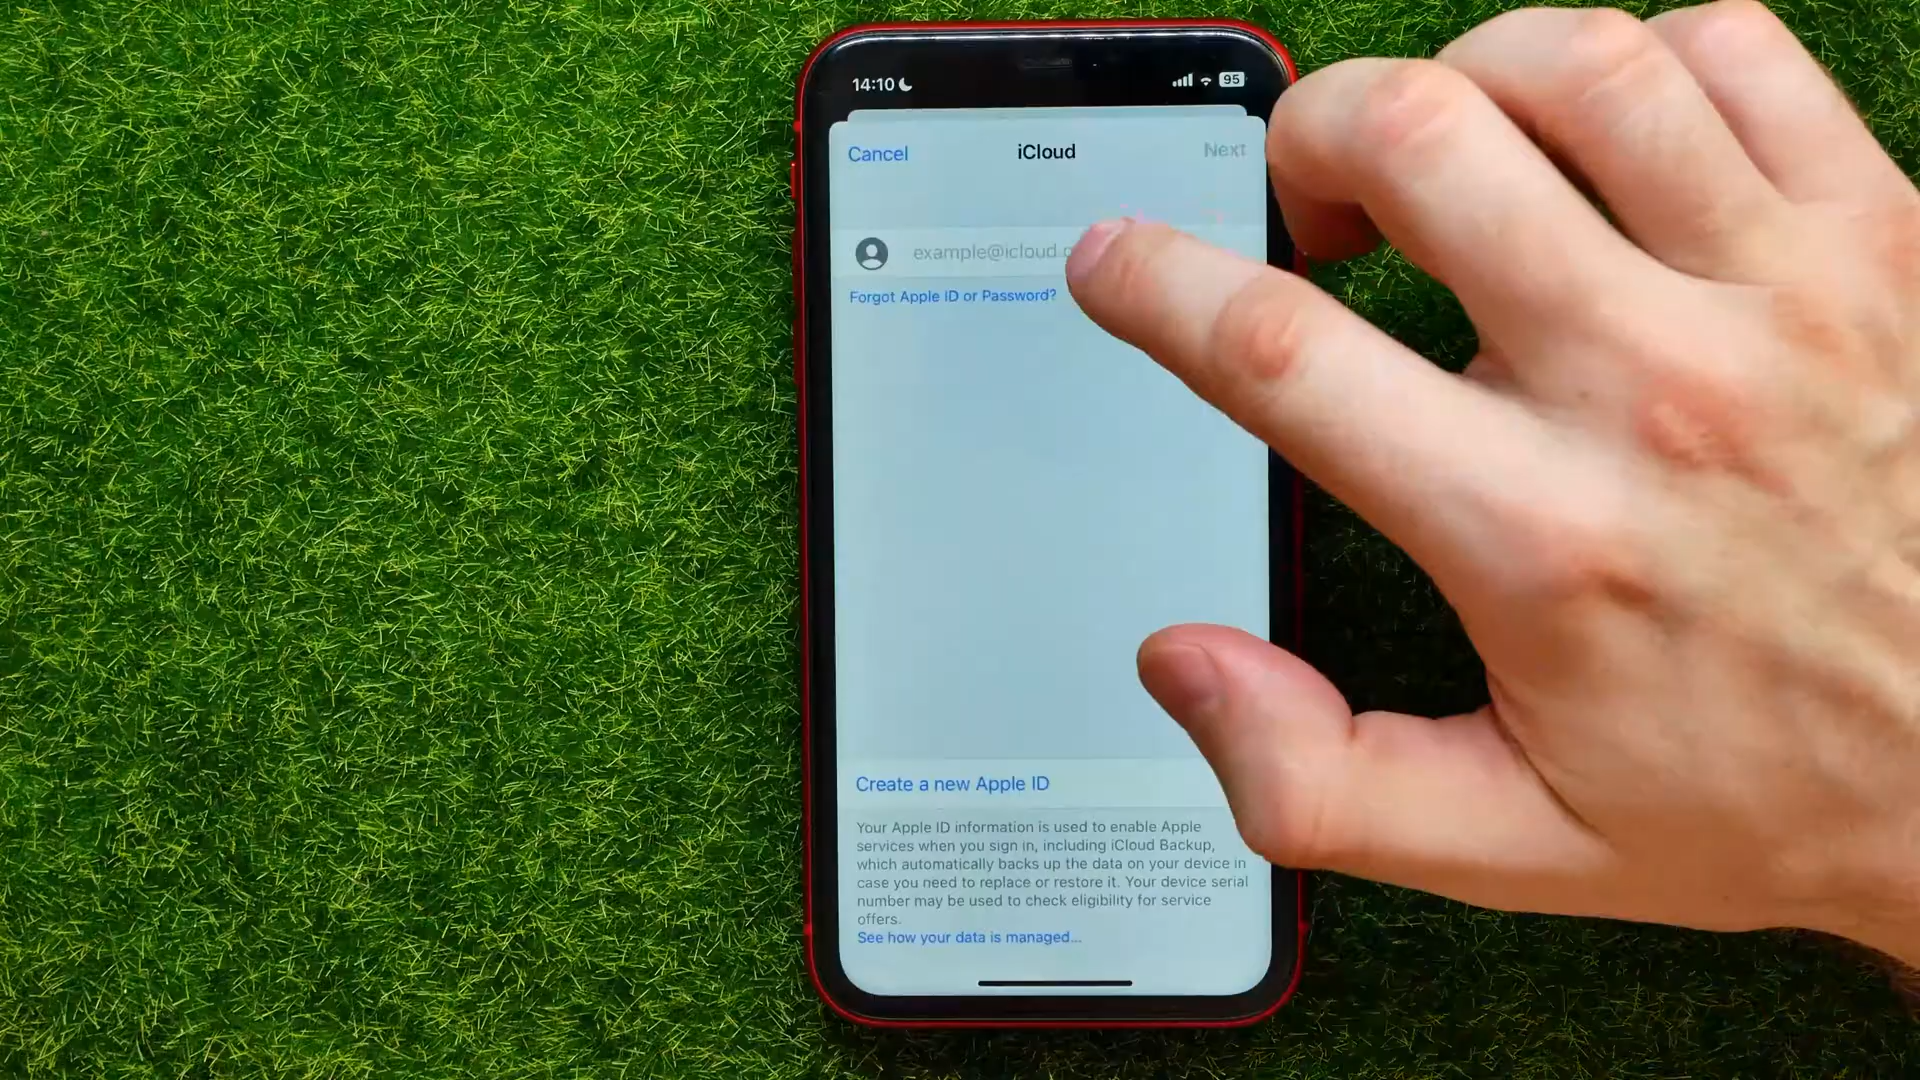 14:10
95
Cancel
iCloud
Next
example@icloud.c
Forgot Apple ID or Password?
Create a new Apple ID
Your Apple ID information is used to enable Apple
services when you sign in, including iCloud Backup,
which automatically backs up the data on your device in
case you need to replace or restore it. Your device serial
number may be used to check eligibility for service
offers.
See how your data is managed...